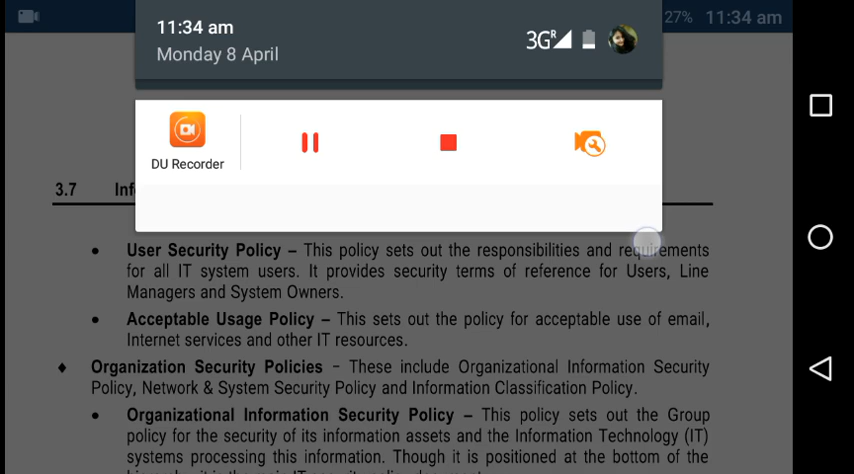 27% 11:34 am
11:34 am
Monday 8 April
3G R
DU Recorder
3.7 Inf
• User Security Policy – This policy sets out the responsibilities and requirements
for all IT system users. It provides security terms of reference for Users, Line
Managers and System Owners.
• Acceptable Usage Policy – This sets out the policy for acceptable use of email,
Internet services and other IT resources.
♦ Organization Security Policies – These include Organizational Information Security
Policy, Network & System Security Policy and Information Classification Policy.
• Organizational Information Security Policy – This policy sets out the Group
policy for the security of its information assets and the Information Technology (IT)
systems processing this information. Though it is positioned at the bottom of the